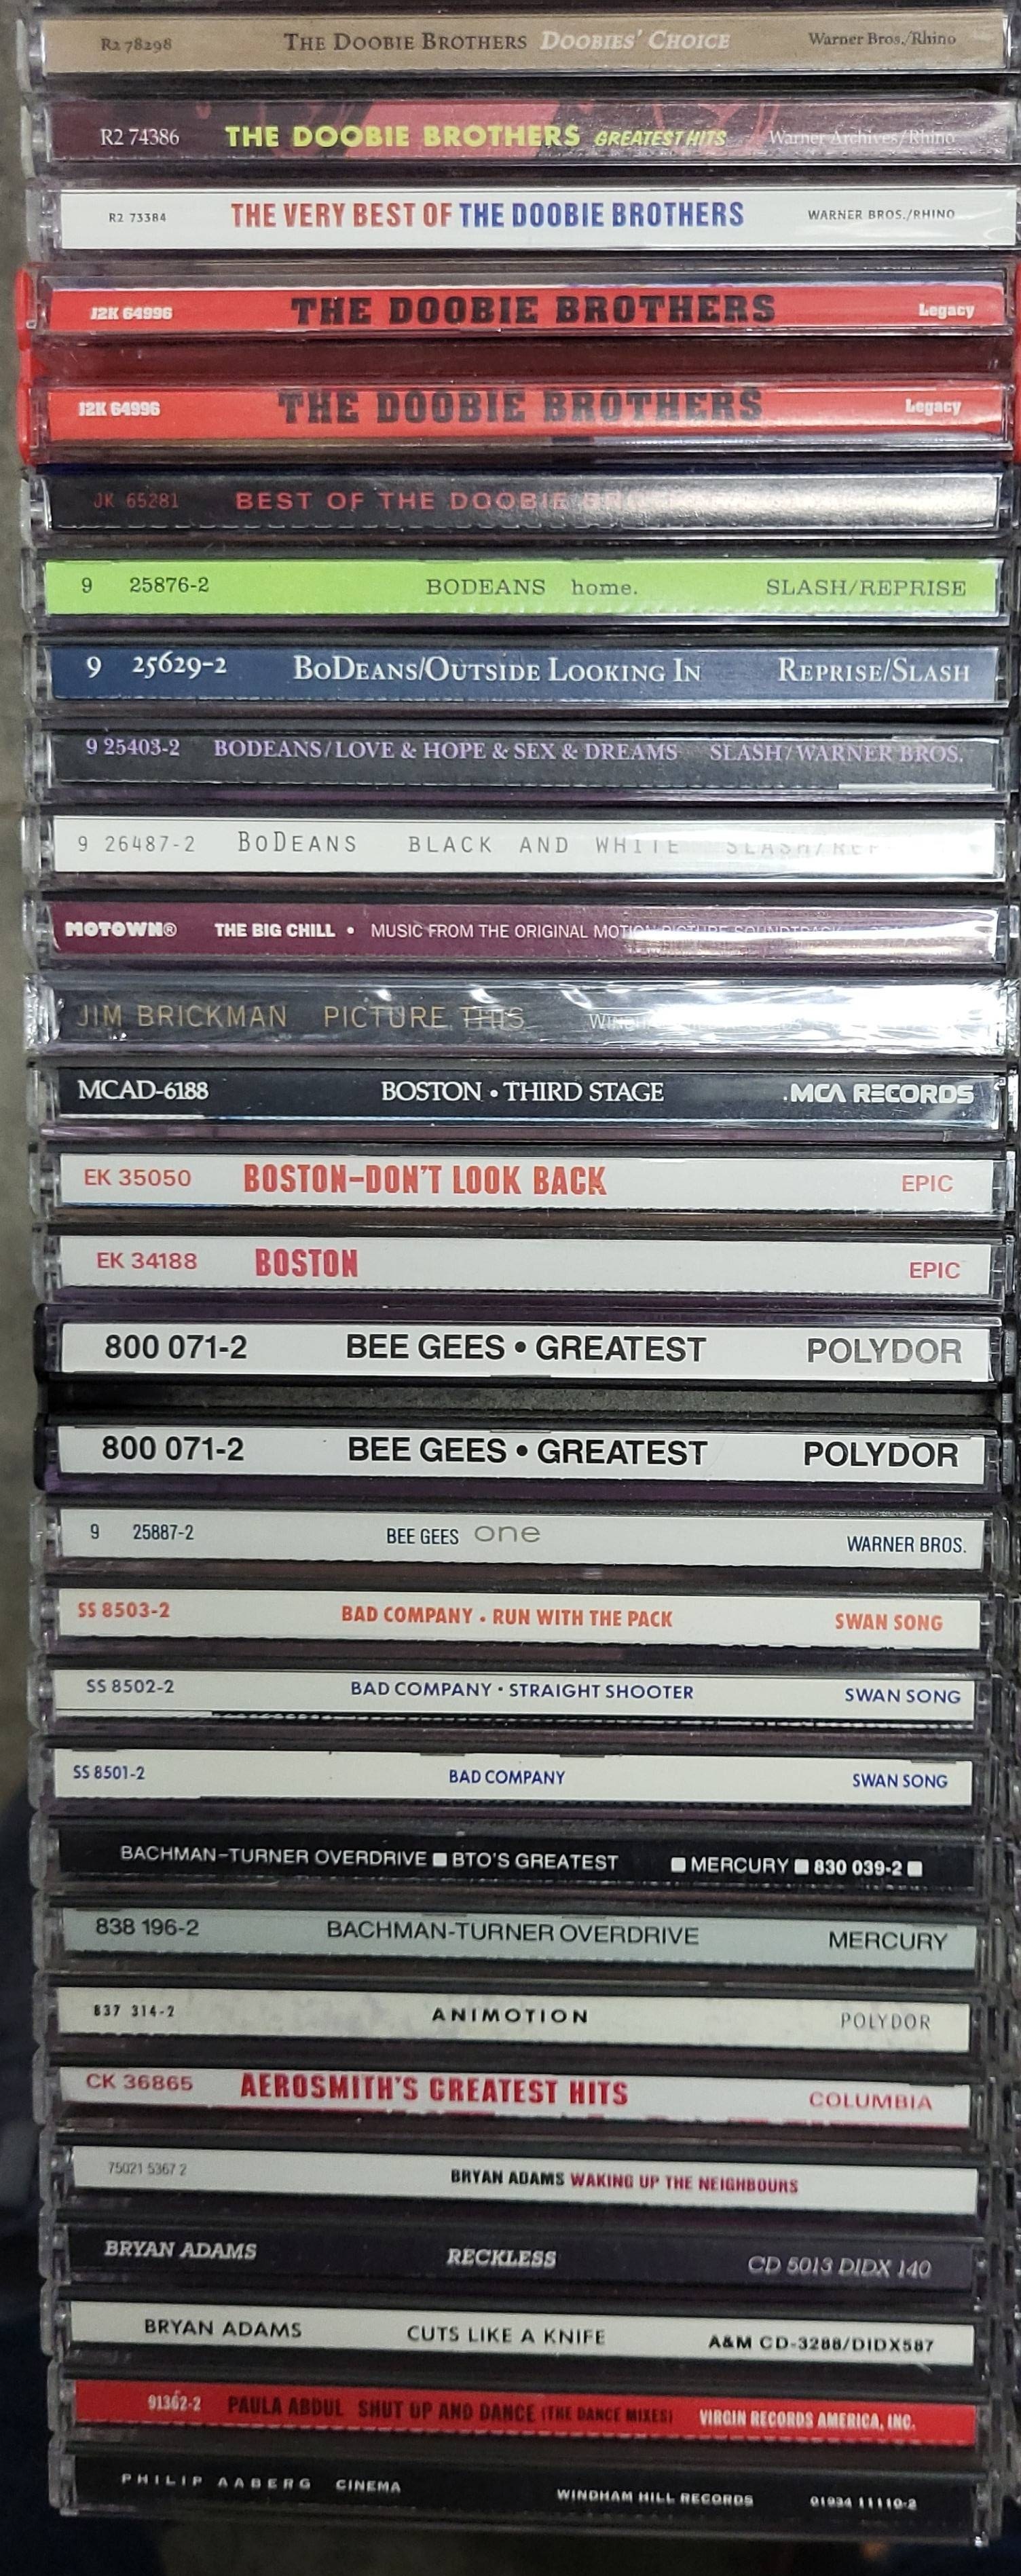 R2 78298 THE DOOBIE BROTHERS DOOBIES' CHOICE Warner Bros./Rhino
R2 74386 THE DOOBIE BROTHERS GREATEST HITS Warner Archives/Rhino
R2 73384 THE VERY BEST OF THE DOOBIE BROTHERS WARNER BROS./RHINO
J2K 64996 THE DOOBIE BROTHERS Legacy
J2K 64996 THE DOOBIE BROTHERS Legacy
JK 65281 BEST OF THE DOOBIE
9 25876-2 BODEANS home. SLASH/REPRISE
9 25629-2 BODEANS/OUTSIDE LOOKING IN REPRISE/SLASH
9 25403-2 BODEANS/LOVE & HOPE & SEX & DREAMS SLASH/WARNER BROS.
9 26487-2 BODEANS BLACK AND WHITE
MOTOWN® THE BIG CHILL • MUSIC FROM THE ORIGINAL MOTION PICTURE SOUNDTRACK
JIM BRICKMAN PICTURE THIS
MCAD-6188 BOSTON • THIRD STAGE .MCA RECORDS
EK 35050 BOSTON-DON'T LOOK BACK EPIC
EK 34188 BOSTON EPIC
800 071-2 BEE GEES • GREATEST POLYDOR
800 071-2 BEE GEES • GREATEST POLYDOR
9 25887-2 BEE GEES one WARNER BROS.
SS 8503-2 BAD COMPANY • RUN WITH THE PACK SWAN SONG
SS 8502-2 BAD COMPANY • STRAIGHT SHOOTER SWAN SONG
SS 8501-2 BAD COMPANY SWAN SONG
BACHMAN-TURNER OVERDRIVE ■ BTO'S GREATEST ■ MERCURY ■ 830 039-2 ■
838 196-2 BACHMAN-TURNER OVERDRIVE MERCURY
837 314-2 ANIMOTION POLYDOR
CK 36865 AEROSMITH'S GREATEST HITS COLUMBIA
75021 5367 2 BRYAN ADAMS WAKING UP THE NEIGHBOURS
BRYAN ADAMS RECKLESS CD 5013 DIDX 140
BRYAN ADAMS CUTS LIKE A KNIFE A&M CD-3288/DIDX587
91362-2 PAULA ABDUL SHUT UP AND DANCE (THE DANCE MIXES) VIRGIN RECORDS AMERICA, INC.
PHILIP AABERG CINEMA WINDHAM HILL RECORDS 01934 11110-2